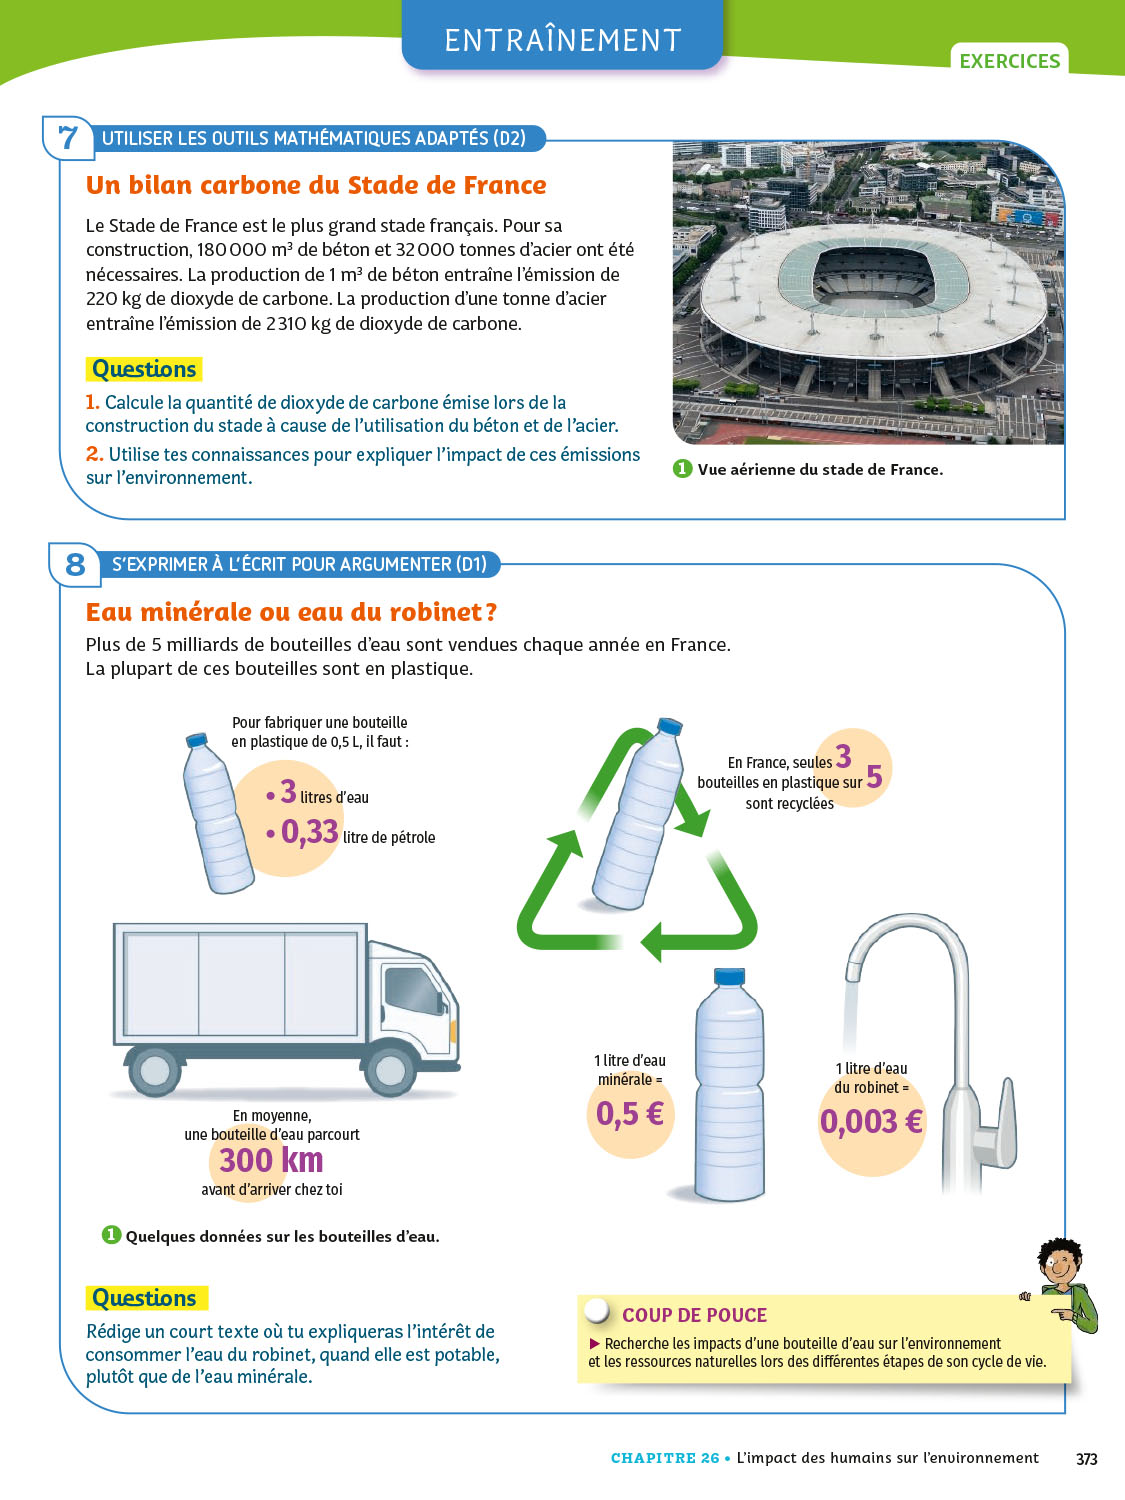 ENTRAÎNEMENT
EXERCICES
7
UTILISER LES OUTILS MATHÉMATIQUES ADAPTÉS (D2)
Un bilan carbone du Stade de France
Le Stade de France est le plus grand stade français. Pour sa
construction, 180 000 m³ de béton et 32 000 tonnes d'acier ont été
nécessaires. La production de 1 m³ de béton entraîne l'émission de
220 kg de dioxyde de carbone. La production d'une tonne d'acier
entraîne l'émission de 2 310 kg de dioxyde de carbone.
Questions
1. Calcule la quantité de dioxyde de carbone émise lors de la
construction du stade à cause de l'utilisation du béton et de l'acier.
2. Utilise tes connaissances pour expliquer l'impact de ces émissions
sur l'environnement.
1 Vue aérienne du stade de France.
8
S'EXPRIMER À L'ÉCRIT POUR ARGUMENTER (D1)
Eau minérale ou eau du robinet ?
Plus de 5 milliards de bouteilles d'eau sont vendues chaque année en France.
La plupart de ces bouteilles sont en plastique.
Pour fabriquer une bouteille
en plastique de 0,5 L, il faut :
• 3 litres d'eau
• 0,33 litre de pétrole
En France, seules 3
bouteilles en plastique sur 5
sont recyclées
En moyenne,
une bouteille d'eau parcourt
300 km
avant d'arriver chez toi
1 litre d'eau
minérale =
0,5 €
1 litre d'eau
du robinet =
0,003 €
1 Quelques données sur les bouteilles d'eau.
Questions
Rédige un court texte où tu expliqueras l'intérêt de
consommer l'eau du robinet, quand elle est potable,
plutôt que de l'eau minérale.
COUP DE POUCE
▶ Recherche les impacts d'une bouteille d'eau sur l'environnement
et les ressources naturelles lors des différentes étapes de son cycle de vie.
CHAPITRE 26 • L'impact des humains sur l'environnement 373